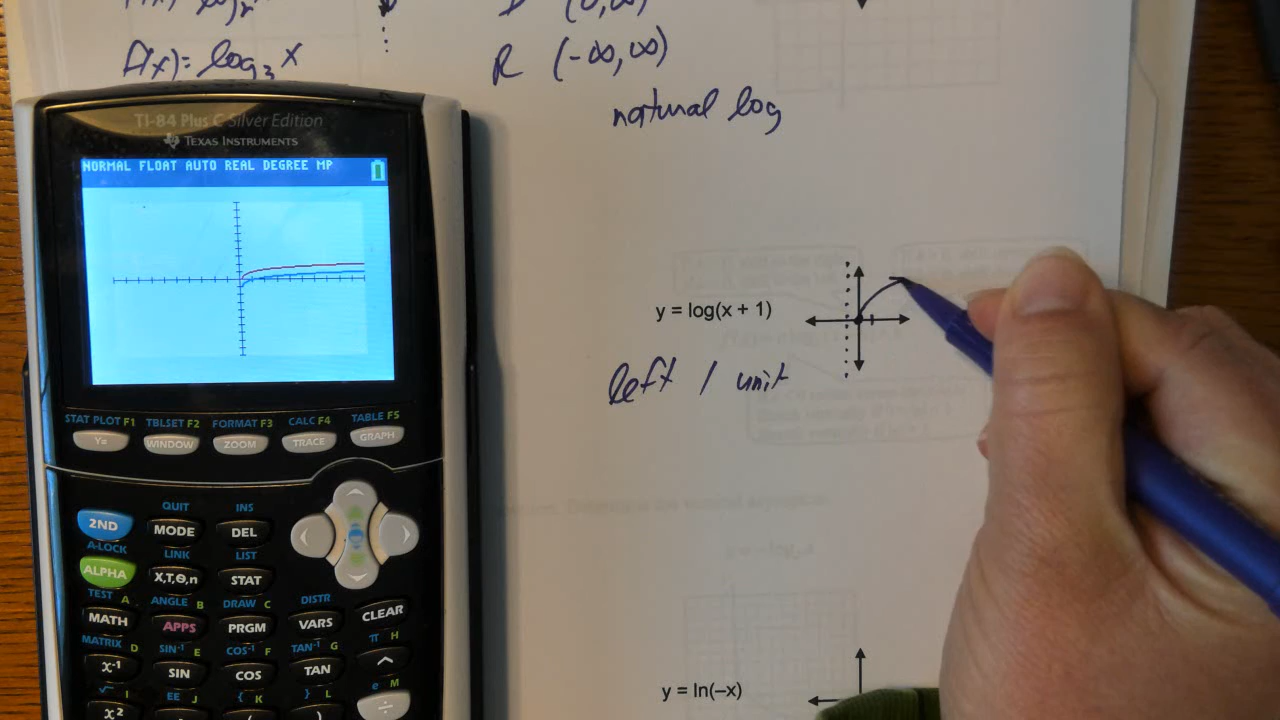 D (0,∞)
f(x)= log₃ x
R (-∞,∞)
natural log
TI-84 Plus C Silver Edition
TEXAS INSTRUMENTS
NORMAL FLOAT AUTO REAL DEGREE MP
y = log(x + 1)
left 1 unit
STAT PLOT F1 TBLSET F2 FORMAT F3 CALC F4 TABLE F5
Y= WINDOW ZOOM TRACE GRAPH
QUIT INS
2ND MODE DEL
A-LOCK LINK LIST
ALPHA X,T,θ,n STAT
TEST A ANGLE B DRAW C DISTR
MATH APPS PRGM VARS CLEAR
MATRIX D SIN⁻¹ E COS⁻¹ F TAN⁻¹ G π H
x⁻¹ SIN COS TAN ^
√ I EE J { K } L e M
x² , ( ) ÷
y = ln(–x)